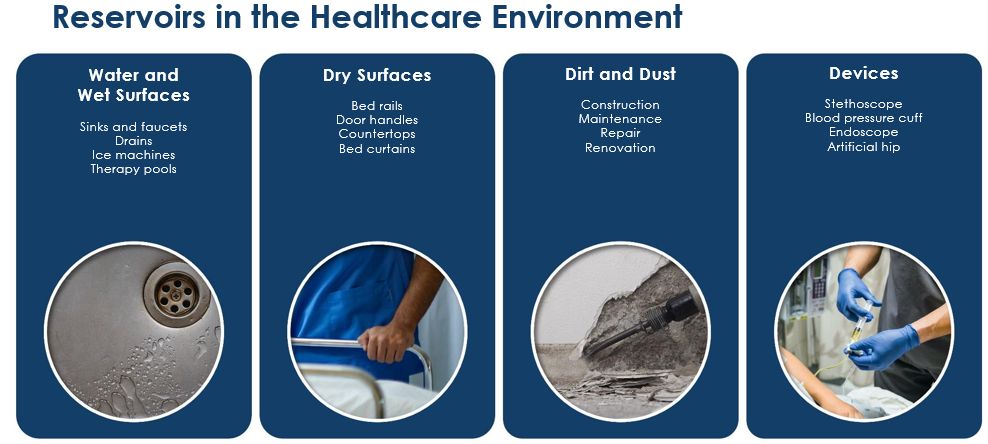 Reservoirs in the Healthcare Environment
Water and
Wet Surfaces
Sinks and faucets
Drains
Ice machines
Therapy pools
Dry Surfaces
Bed rails
Door handles
Countertops
Bed curtains
Dirt and Dust
Construction
Maintenance
Repair
Renovation
Devices
Stethoscope
Blood pressure cuff
Endoscope
Artificial hip